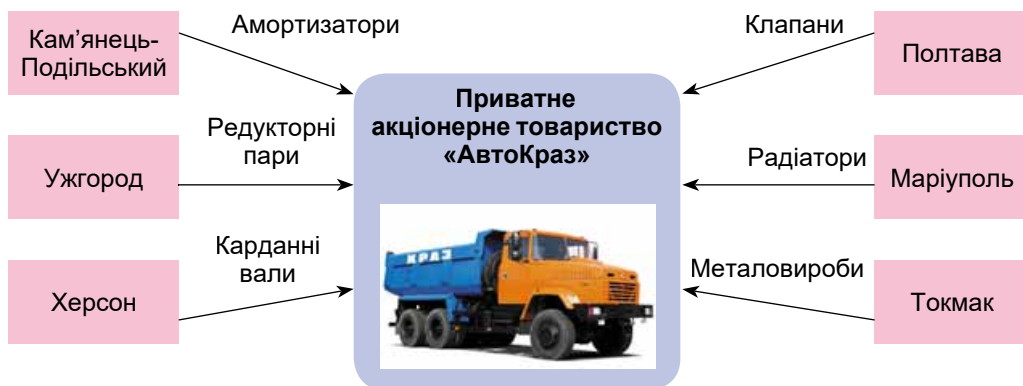 Кам’янець-
Подільський
Амортизатори
Ужгород
Редукторні
пари
Херсон
Карданні
вали
Приватне
акціонерне товариство
«АвтоКраз»
КРАЗ
Клапани
Полтава
Радіатори
Маріуполь
Металовироби
Токмак